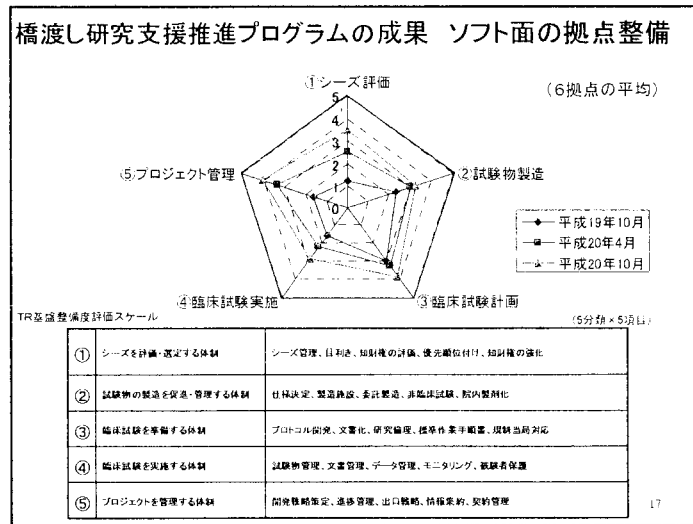 橋渡し研究支援推進プログラムの成果 ソフト面の拠点整備
(6拠点の平均)
①シーズ評価
5
4
3
2
1
0
②試験物製造
③臨床試験計画
④臨床試験実施
⑤プロジェクト管理
平成19年10月
平成20年4月
平成20年10月
TR基盤整備度評価スケール
(5分類×5項目)
① シーズを評価・選定する体制 シーズ管理、目利き、知財権の評価、優先順位付け、知財権の強化
② 試験物の製造を促進・管理する体制 仕様決定、製造施設、委託製造、非臨床試験、院内製剤化
③ 臨床試験を準備する体制 プロトコル開発、文書化、研究倫理、標準作業手順書、規制当局対応
④ 臨床試験を実施する体制 試験物管理、文書管理、データ管理、モニタリング、被験者保護
⑤ プロジェクトを管理する体制 開発戦略策定、進捗管理、出口戦略、情報集約、契約管理
17